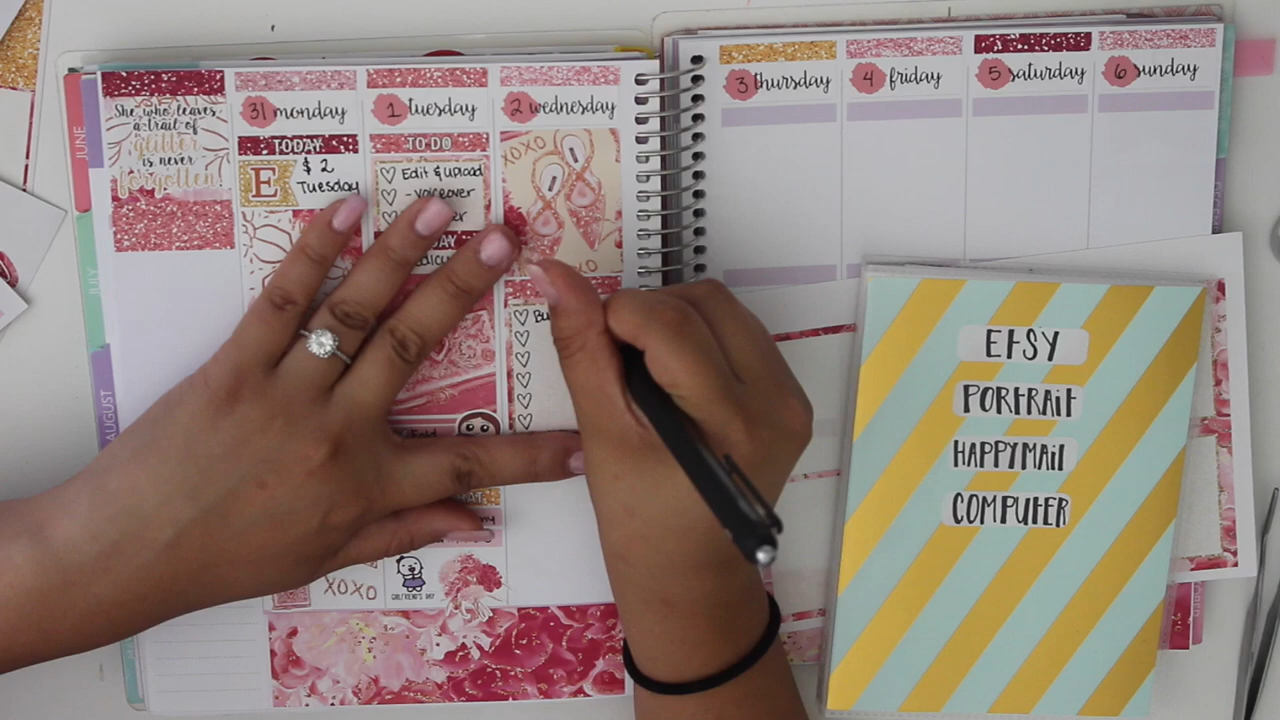 JUNE
JULY
AUGUST
She who leaves
a trail of
glitter
is never
forgotten!
31 monday
TODAY
E
$2
Tuesday
1 tuesday
TO DO
Edit & upload
- voiceover
2 wednesday
XOXO
XOXO
GIRLFRIEND'S DAY
3 thursday
4 friday
5 saturday
6 sunday
ETSY
PORTRAIT
HAPPYMAIL
COMPUTER